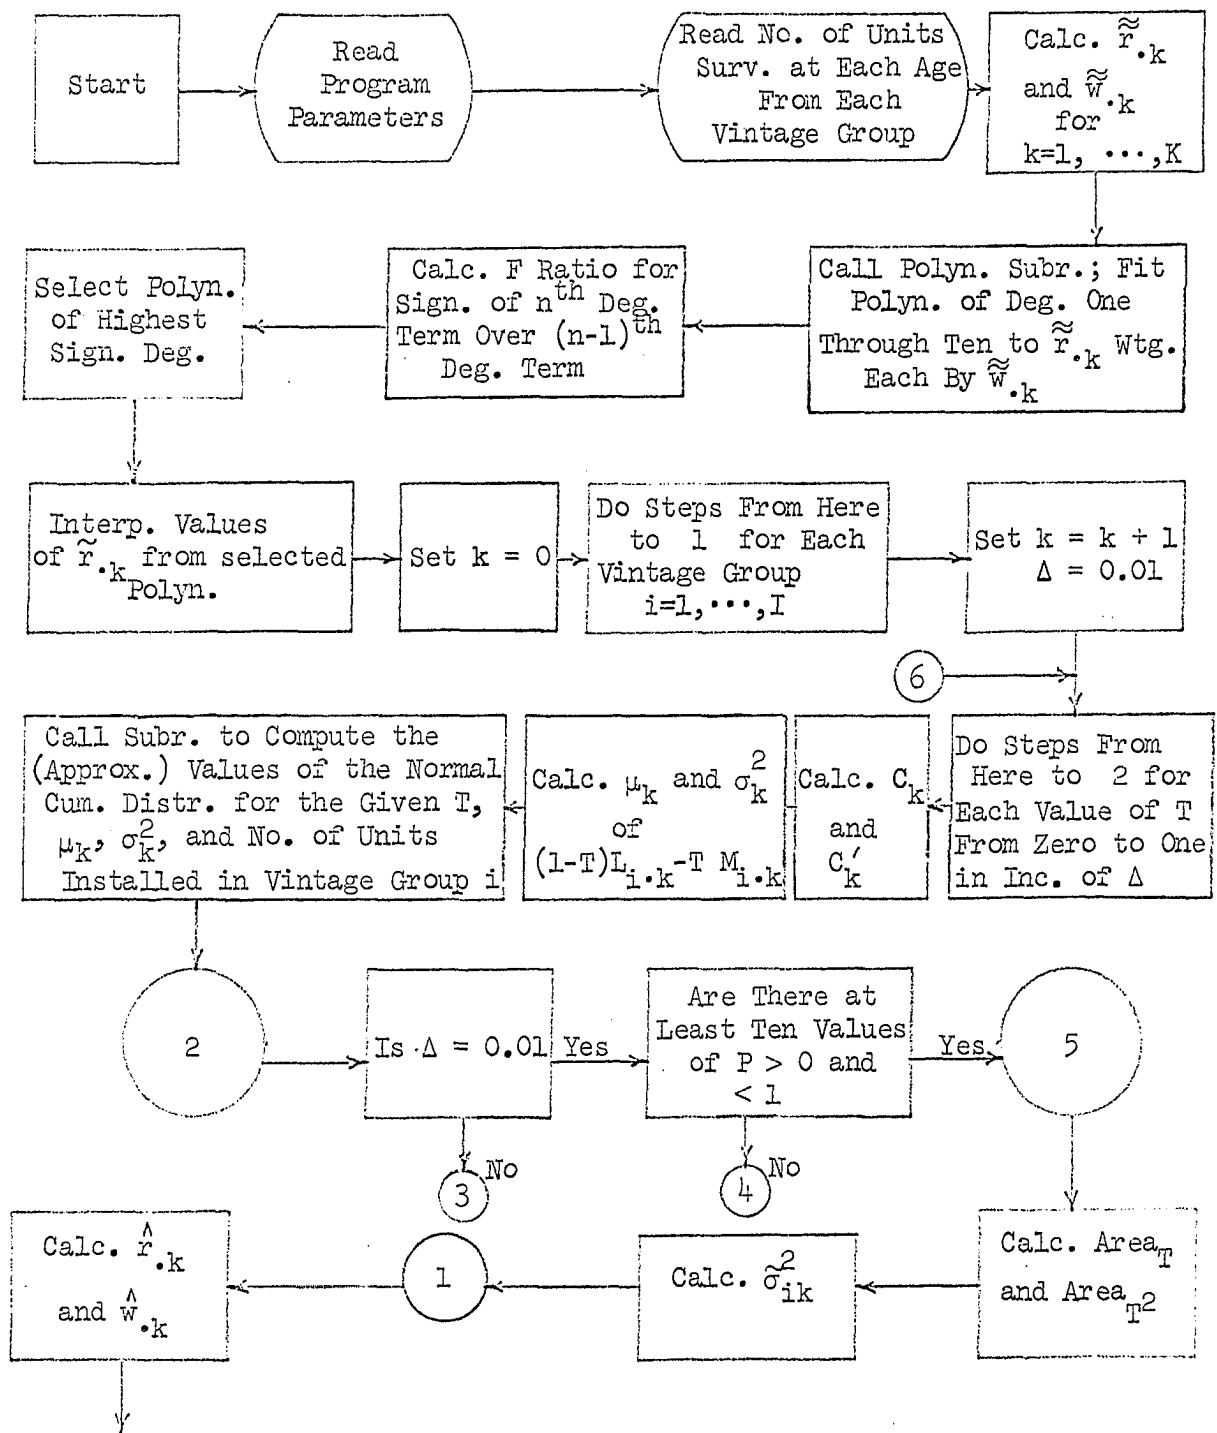 Start
Read
Program
Parameters
Read No. of Units
Surv. at Each Age
From Each
Vintage Group
Calc. r̃̃.k
and w̃̃.k
for
k=1, ···,K
Call Polyn. Subr.; Fit
Polyn. of Deg. One
Through Ten to r̃̃.k Wtg.
Each By w̃̃.k
Calc. F Ratio for
Sign. of nth Deg.
Term Over (n-1)th
Deg. Term
Select Polyn.
of Highest
Sign. Deg.
Interp. Values
of r̃.k from selected
Polyn.
Set k = 0
Do Steps From Here
to 1 for Each
Vintage Group
i=1,···,I
Set k = k + 1
Δ = 0.01
6
Do Steps From
Here to 2 for
Each Value of T
From Zero to One
in Inc. of Δ
Calc. Ck
and
C′k
Calc. μk and σ²k
of
(1-T)Li·k-T Mi·k
Call Subr. to Compute the
(Approx.) Values of the Normal
Cum. Distr. for the Given T,
μk, σ²k, and No. of Units
Installed in Vintage Group i
2
Is Δ = 0.01
Yes
No
3
Are There at
Least Ten Values
of P > 0 and
< 1
Yes
No
4
5
Calc. AreaT
and AreaT²
Calc. σ̃²ik
1
Calc. r̂.k
and ŵ.k